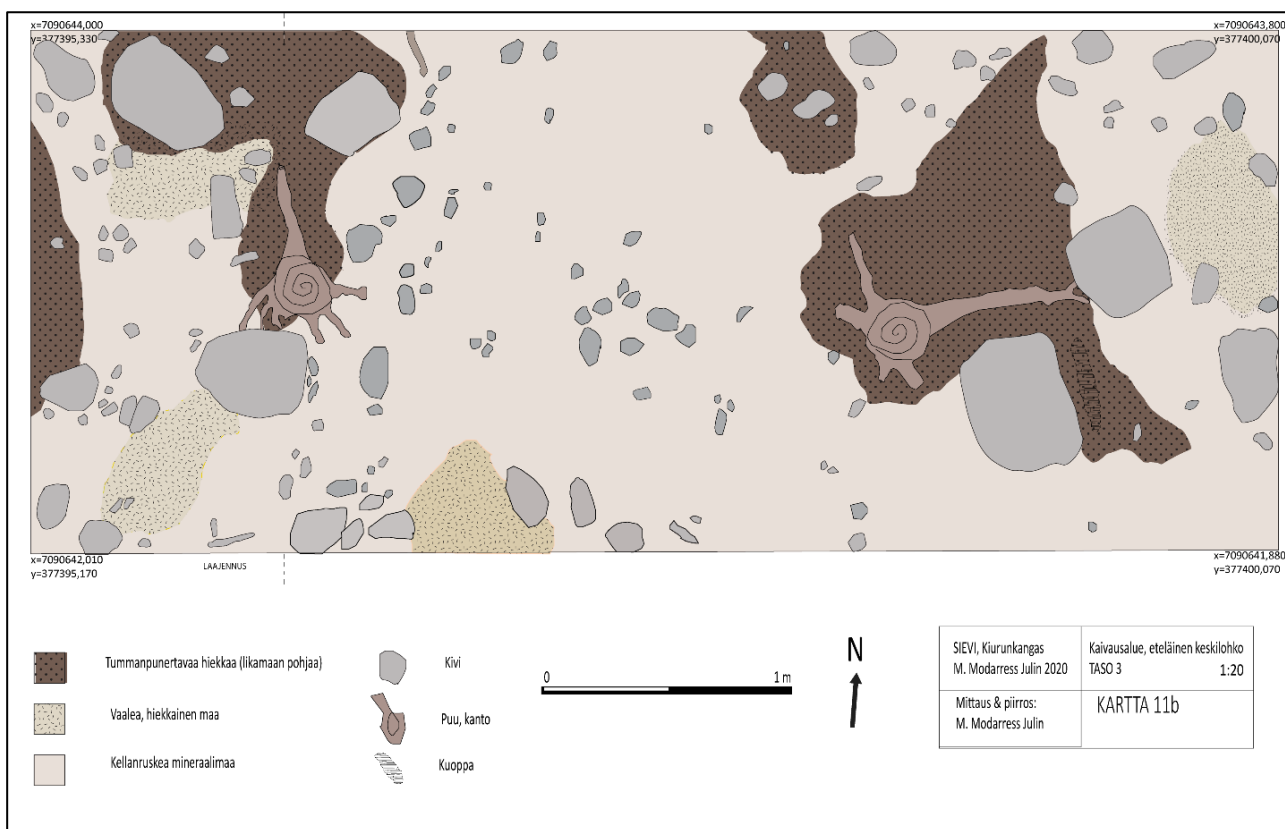 x=7090644,000
y=377395,330
x=7090643,800
y=377400,070
x=7090642,010
y=377395,170
LAAJENNUS
x=7090641,880
y=377400,070
Tummanpunertavaa hiekkaa (likamaan pohjaa)
Vaalea, hiekkainen maa
Kellanruskea mineraalimaa
Kivi
Puu, kanto
Kuoppa
0
1 m
N
SIEVI, Kiurunkangas
M. Modarress Julin 2020
Kaivausalue, eteläinen keskilohko
TASO 3 1:20
Mittaus & piirros:
M. Modarress Julin
KARTTA 11b